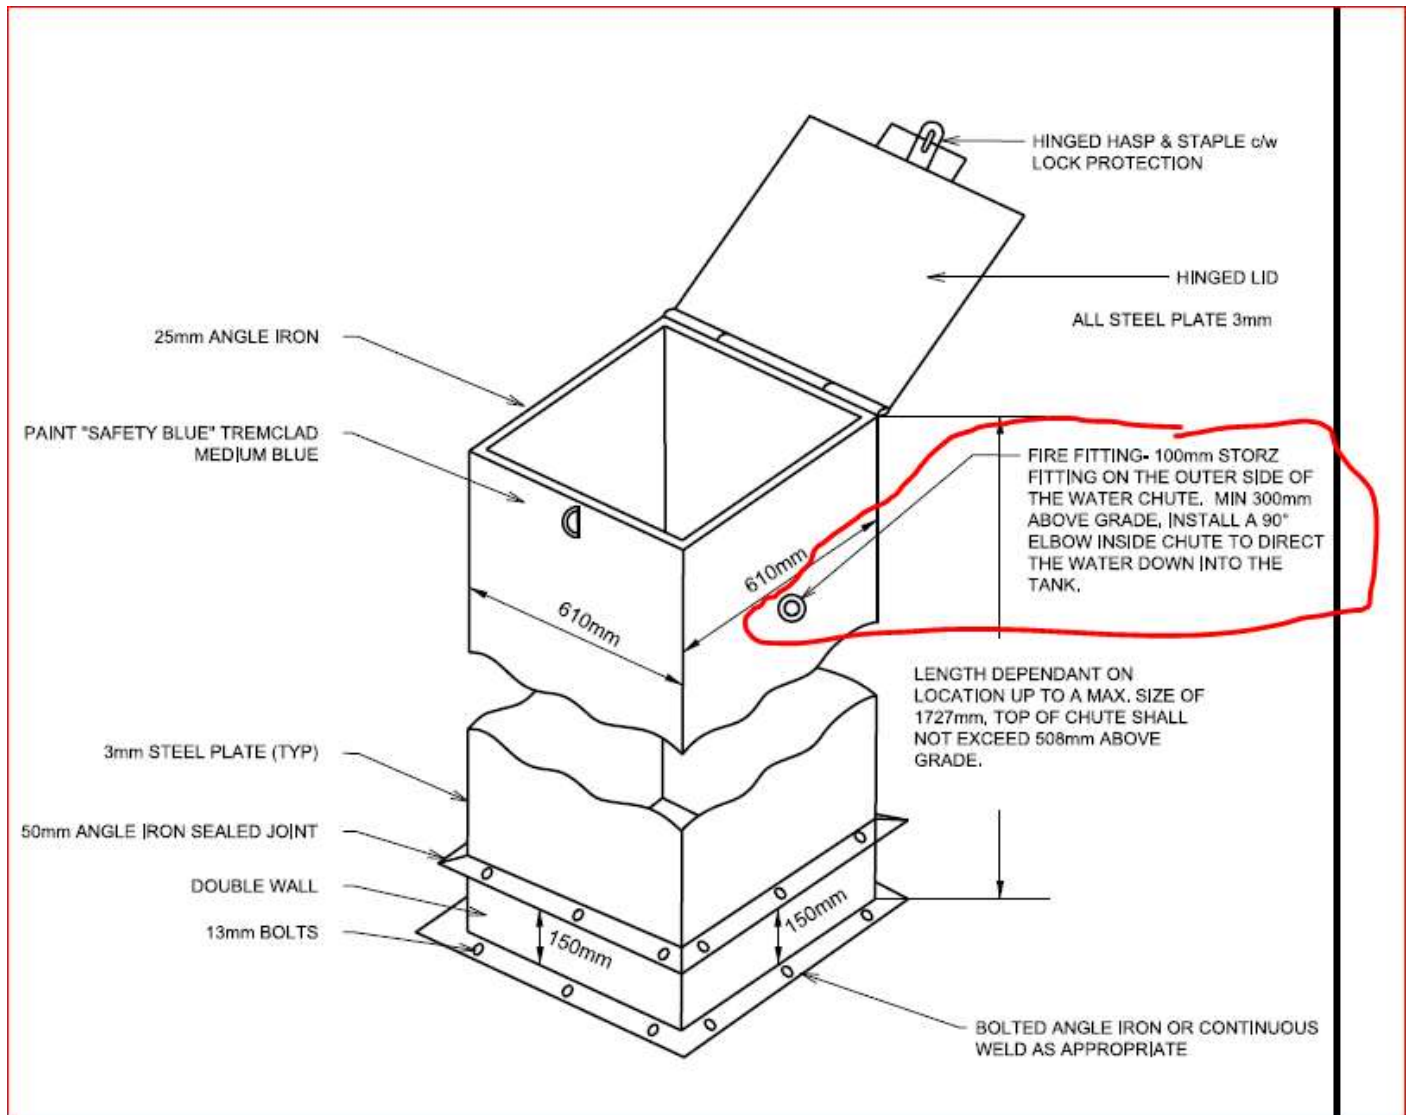 HINGED HASP & STAPLE c/w
LOCK PROTECTION
HINGED LID
ALL STEEL PLATE 3mm
25mm ANGLE IRON
PAINT "SAFETY BLUE" TREMCLAD
MEDIUM BLUE
FIRE FITTING- 100mm STORZ
FITTING ON THE OUTER SIDE OF
THE WATER CHUTE. MIN 300mm
ABOVE GRADE, INSTALL A 90°
ELBOW INSIDE CHUTE TO DIRECT
THE WATER DOWN INTO THE
TANK.
610mm
610mm
LENGTH DEPENDANT ON
LOCATION UP TO A MAX. SIZE OF
1727mm, TOP OF CHUTE SHALL
NOT EXCEED 508mm ABOVE
GRADE.
3mm STEEL PLATE (TYP)
50mm ANGLE IRON SEALED JOINT
DOUBLE WALL
13mm BOLTS
150mm
150mm
BOLTED ANGLE IRON OR CONTINUOUS
WELD AS APPROPRIATE